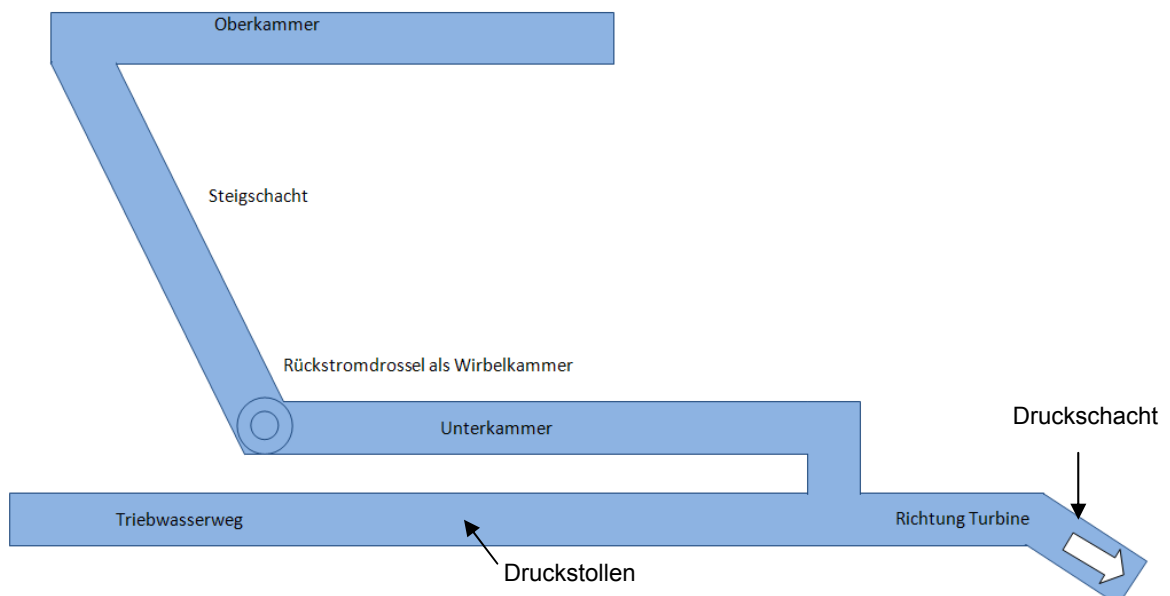 Oberkammer
Steigschacht
Rückstromdrossel als Wirbelkammer
Unterkammer
Druckschacht
Triebwasserweg
Richtung Turbine
Druckstollen